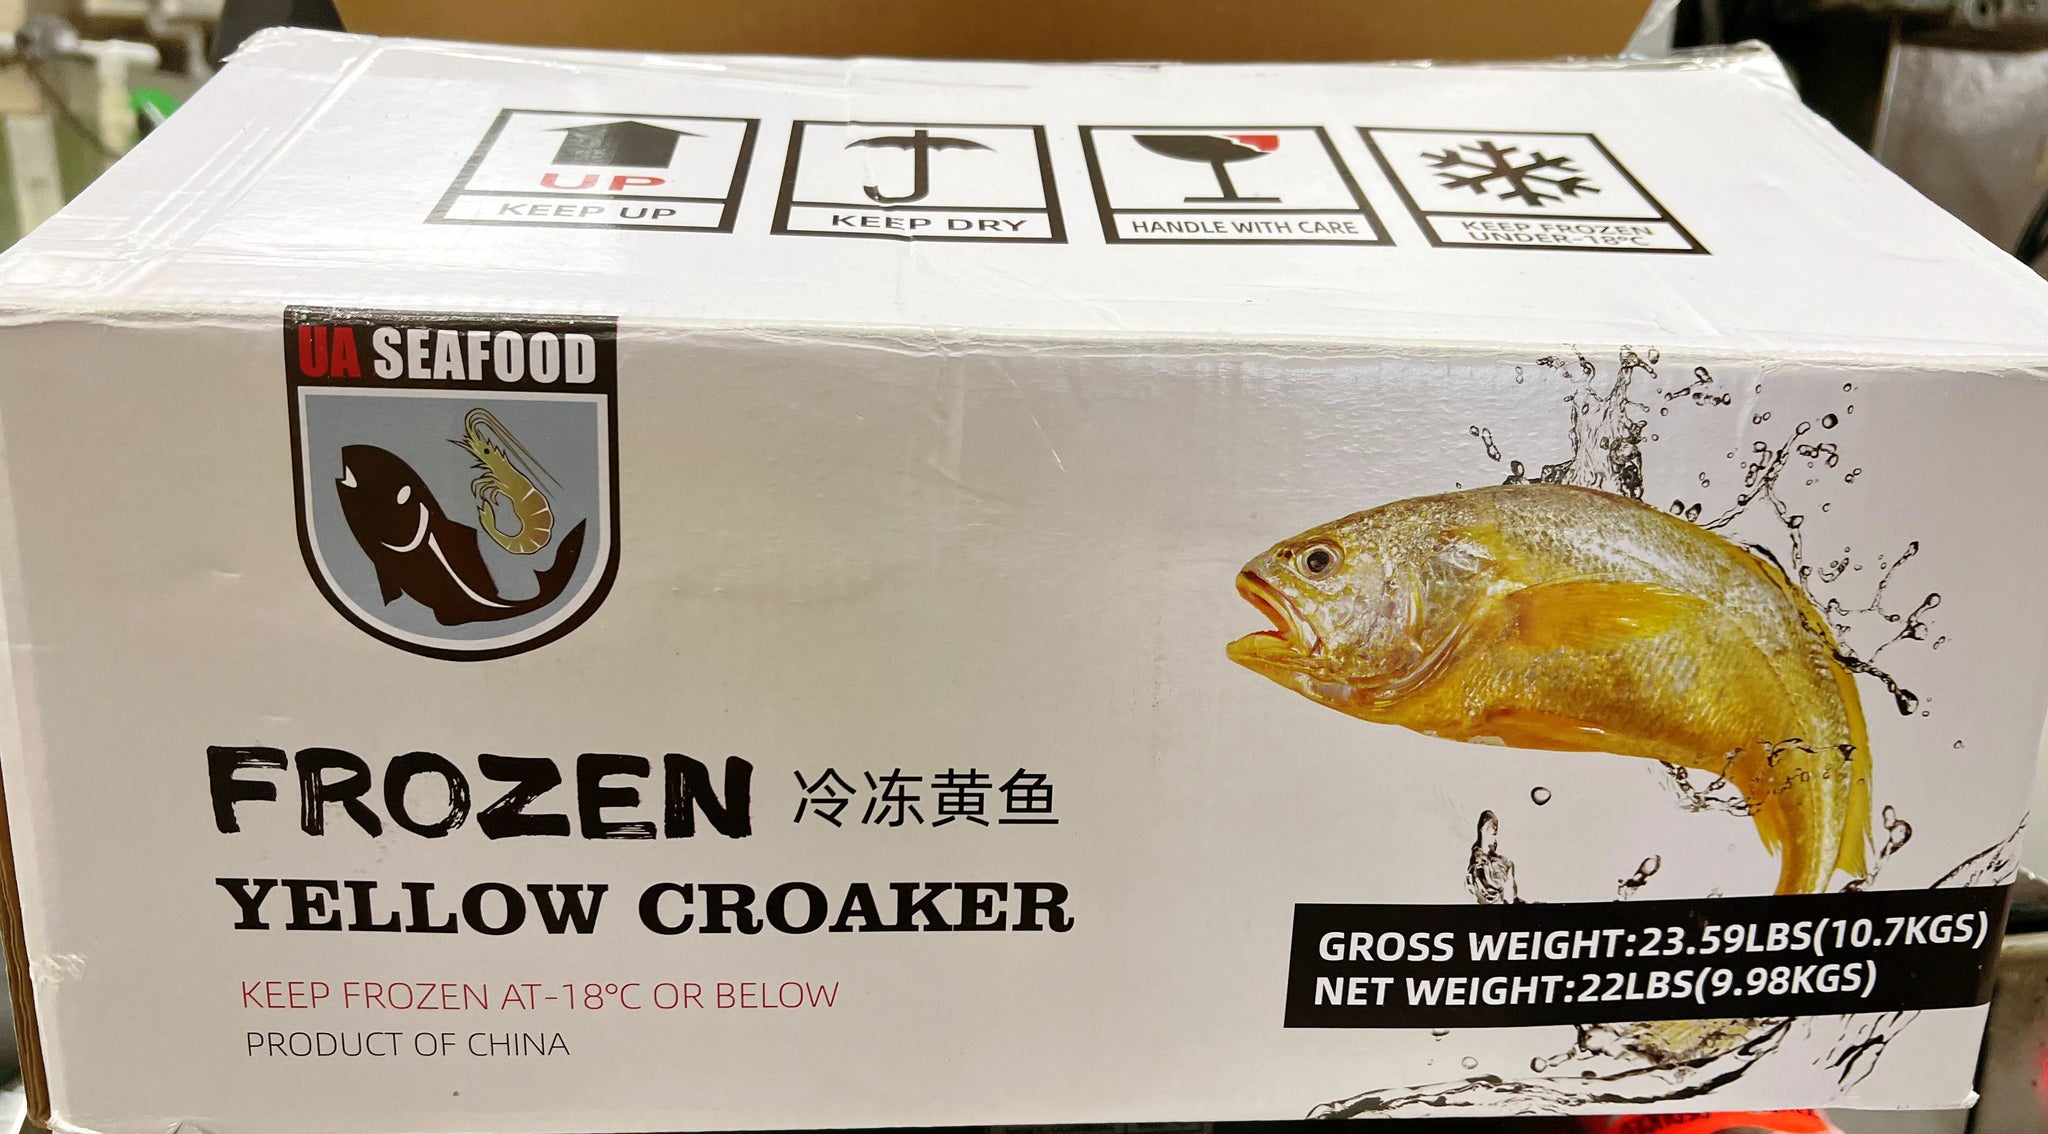 UP
KEEP UP
KEEP DRY
HANDLE WITH CARE
KEEP FROZEN
UNDER-18°C
UA SEAFOOD
FROZEN 冷冻黄鱼
YELLOW CROAKER
KEEP FROZEN AT-18°C OR BELOW
PRODUCT OF CHINA
GROSS WEIGHT:23.59LBS(10.7KGS)
NET WEIGHT:22LBS(9.98KGS)